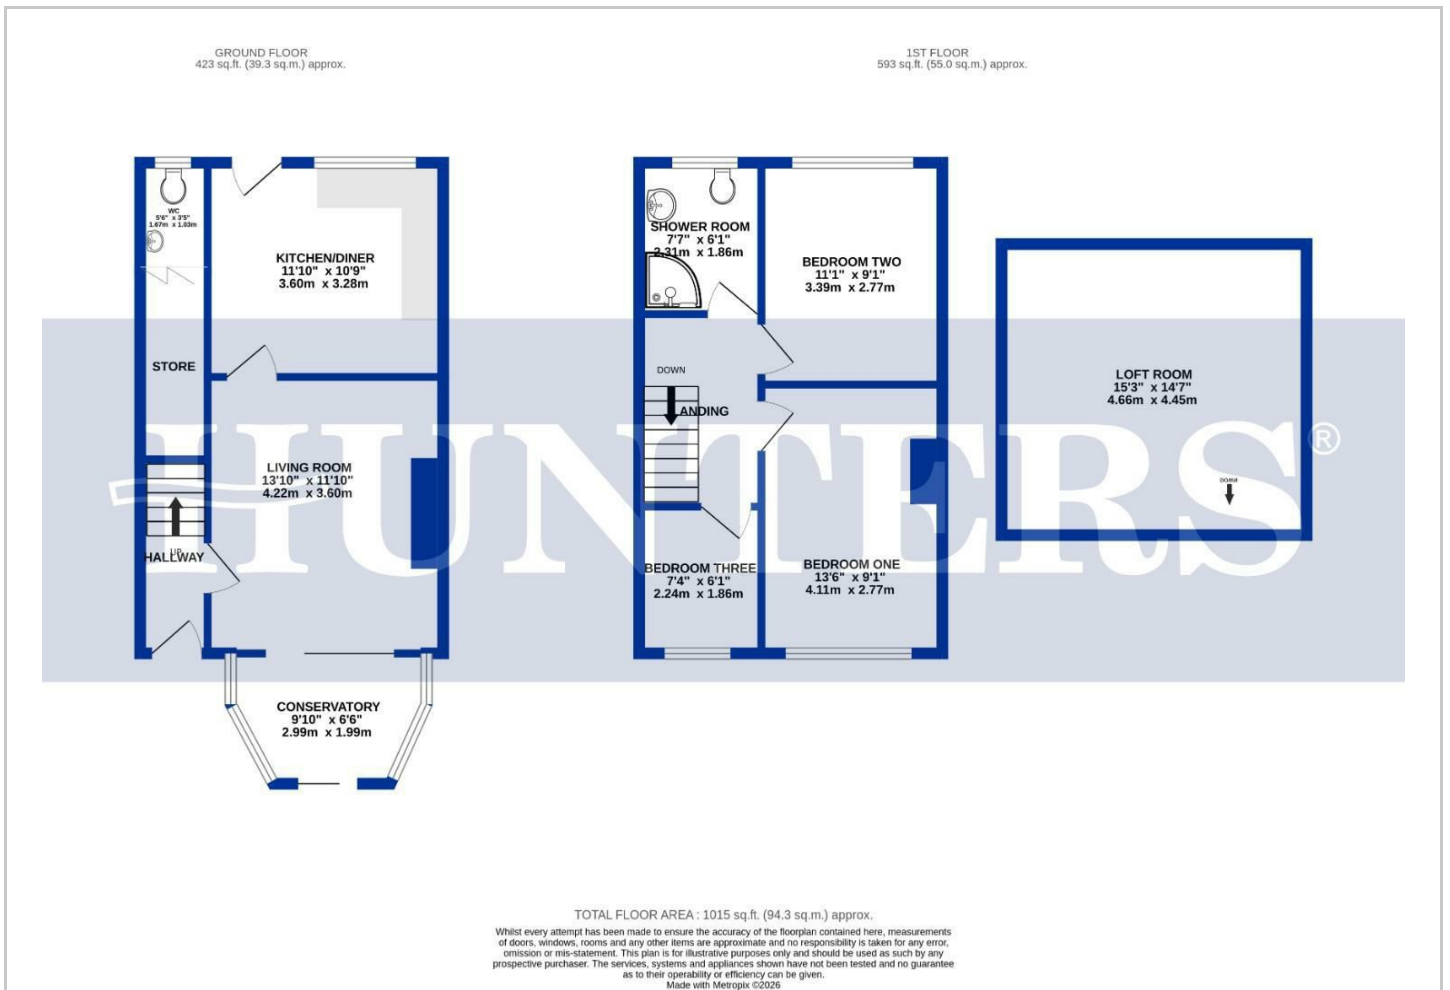 GROUND FLOOR
423 sq.ft. (39.3 sq.m.) approx.
1ST FLOOR
593 sq.ft. (55.0 sq.m.) approx.
WC
5'6" x 3'5"
1.67m x 1.03m
KITCHEN/DINER
11'10" x 10'9"
3.60m x 3.28m
STORE
LIVING ROOM
13'10" x 11'10"
4.22m x 3.60m
UP
HALLWAY
CONSERVATORY
9'10" x 6'6"
2.99m x 1.99m
SHOWER ROOM
7'7" x 6'1"
2.31m x 1.86m
BEDROOM TWO
11'1" x 9'1"
3.39m x 2.77m
DOWN
ANDING
BEDROOM THREE
7'4" x 6'1"
2.24m x 1.86m
BEDROOM ONE
13'6" x 9'1"
4.11m x 2.77m
LOFT ROOM
15'3" x 14'7"
4.66m x 4.45m
DOWN
HUNTERS®
TOTAL FLOOR AREA : 1015 sq.ft. (94.3 sq.m.) approx.
Whilst every attempt has been made to ensure the accuracy of the floorplan contained here, measurements
of doors, windows, rooms and any other items are approximate and no responsibility is taken for any error,
omission or mis-statement. This plan is for illustrative purposes only and should be used as such by any
prospective purchaser. The services, systems and appliances shown have not been tested and no guarantee
as to their operability or efficiency can be given.
Made with Metropix ©2026